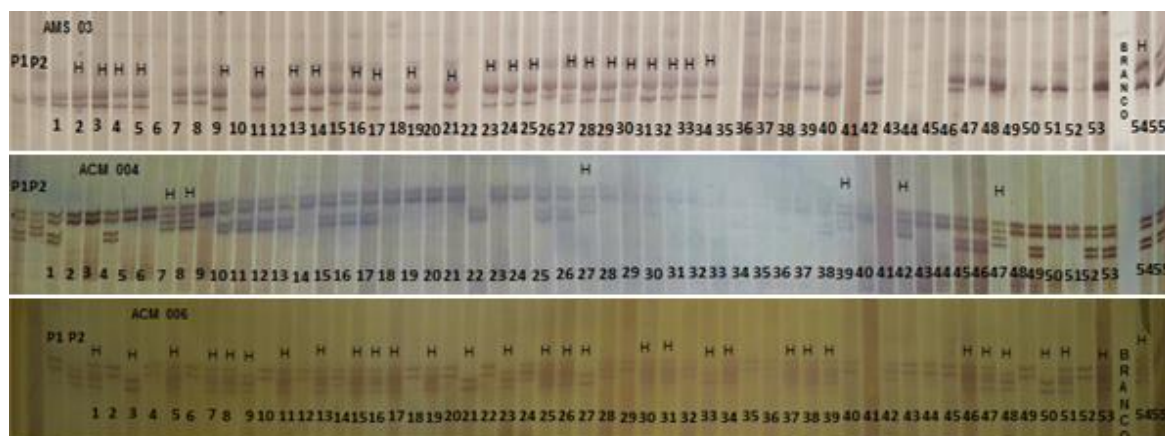 AMS 03
P1 P2 H H H H H H H H H H H H H H H H H H H H H H H H
BRANCO
1 2 3 4 5 6 7 8 9 10 11 12 13 14 15 16 17 18 19 20 21 22 23 24 25 26 27 28 29 30 31 32 33 34 35 36 37 38 39 40 41 42 43 44 45 46 47 48 49 50 51 52 53 5455
ACM 004
P1P2 H H H H H H
1 2 3 4 5 6 7 8 9 10 11 12 13 14 15 16 17 18 19 20 21 22 23 24 25 26 27 28 29 30 31 32 33 34 35 36 37 38 39 40 41 42 43 44 45 46 47 48 49 50 51 52 53 5455
ACM 006
P1 P2 H H H H H H H H H H H H H H H H H H H H H H H H H H H H H H H
BRANCO
1 2 3 4 5 6 7 8 9 10 11 12 13 14 15 16 17 18 19 20 21 22 23 24 25 26 27 28 29 30 31 32 33 34 35 36 37 38 39 40 41 42 43 44 45 46 47 48 49 50 51 52 53 5455